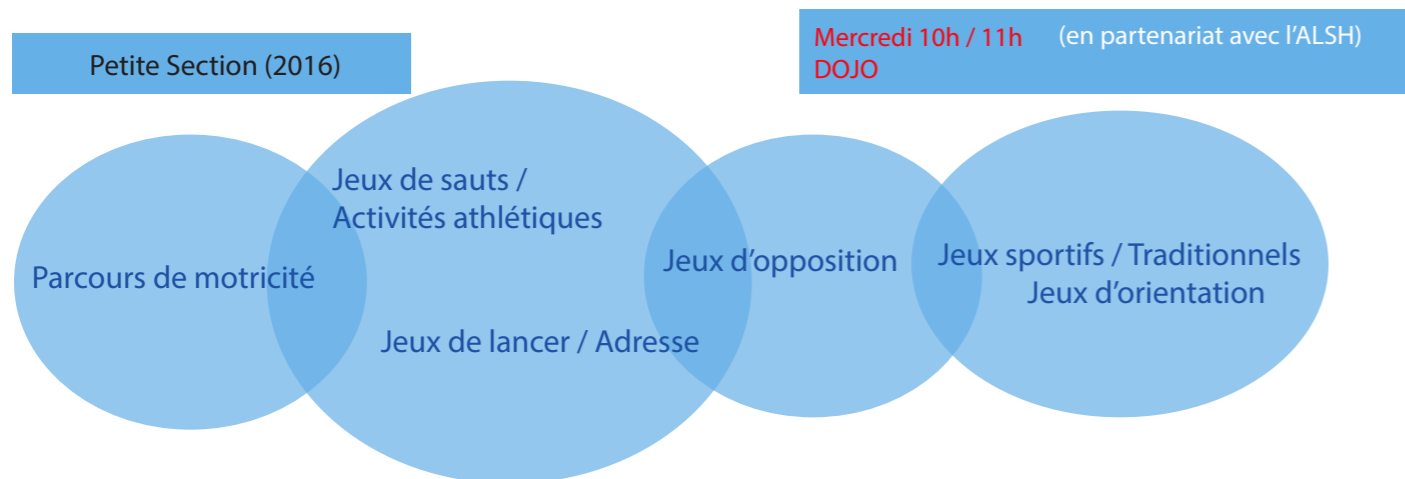 Petite Section (2016)
Mercredi 10h / 11h (en partenariat avec l’ALSH)
DOJO
Parcours de motricité
Jeux de sauts /
Activités athlétiques
Jeux de lancer / Adresse
Jeux d’opposition
Jeux sportifs / Traditionnels
Jeux d’orientation